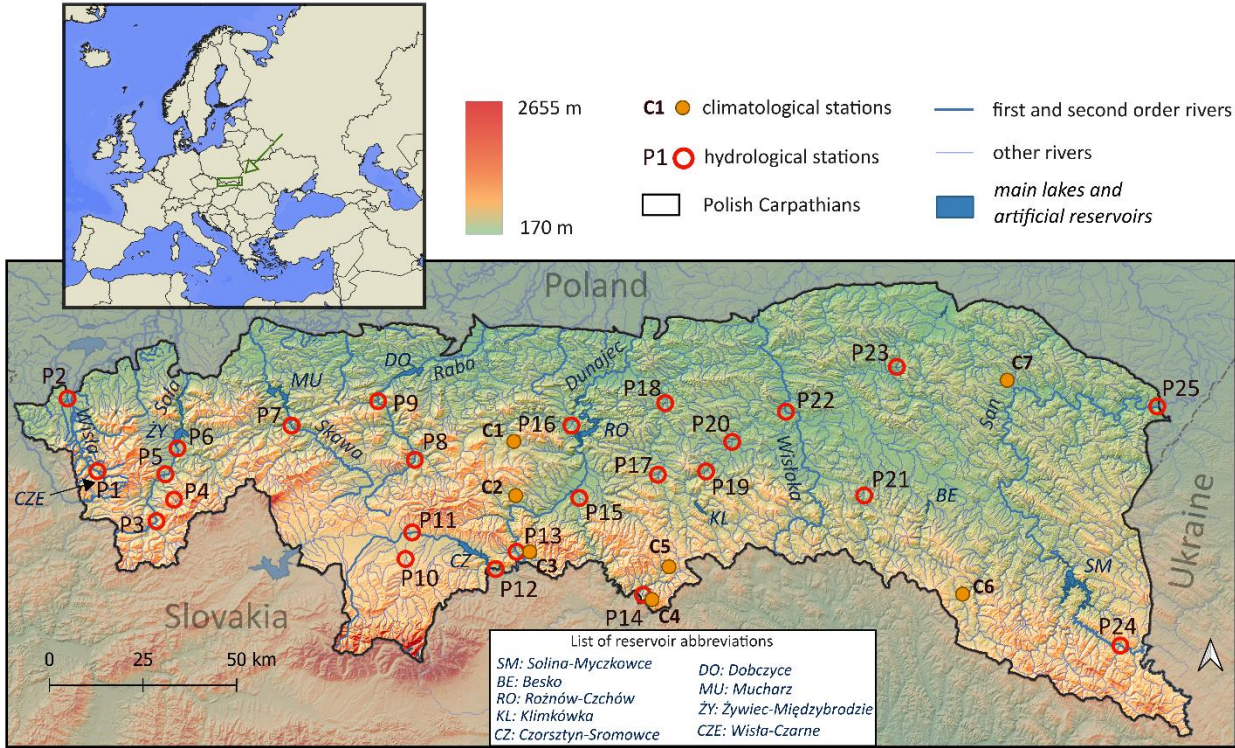 2655 m
170 m
C1 climatological stations
P1 hydrological stations
Polish Carpathians
first and second order rivers
other rivers
main lakes and
artificial reservoirs
Poland
Slovakia
Ukraine
P2
Wisła
Soła
ŻY
P6
P5
P1
CZE
P4
P3
MU
P7
Skawa
DO
Raba
P9
P8
P11
P10
CZ
P12
P13
C3
C1
C2
Dunajec
P16
RO
P15
P18
P17
P20
P19
KL
C5
P14
C4
P22
Wisłoka
P23
P21
BE
C7
San
P25
C6
SM
P24
0 25 50 km
List of reservoir abbreviations
SM: Solina-Myczkowce
BE: Besko
RO: Rożnów-Czchów
KL: Klimkówka
CZ: Czorsztyn-Sromowce
DO: Dobczyce
MU: Mucharz
ŻY: Żywiec-Międzybrodzie
CZE: Wisła-Czarne